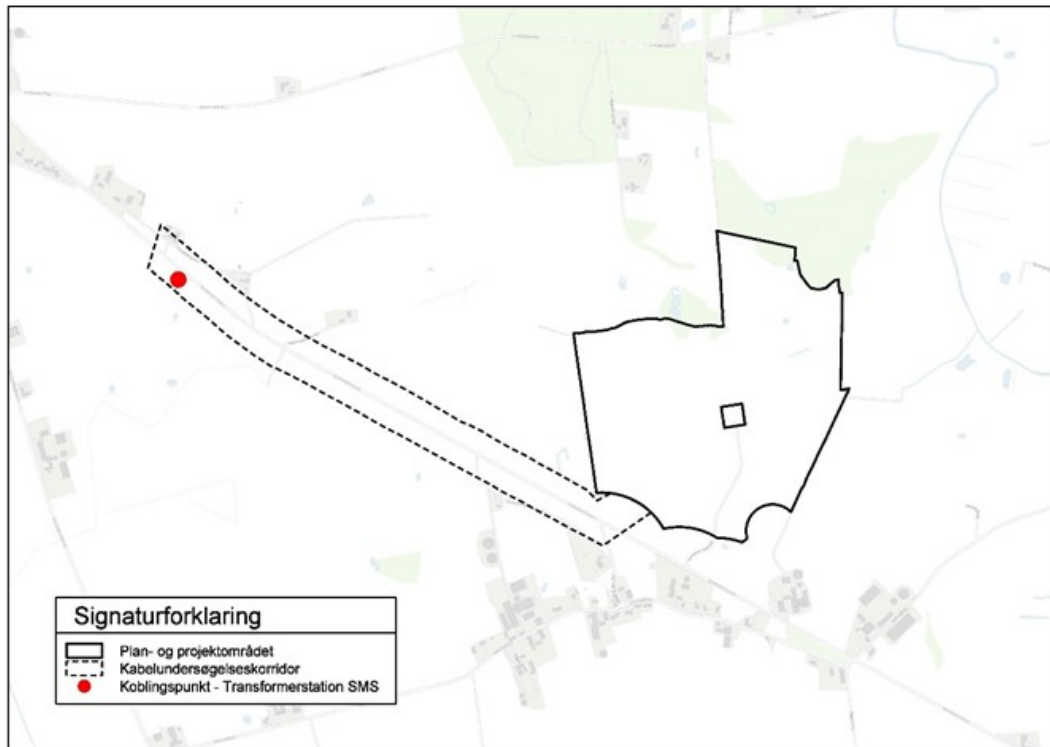 Signaturforklaring
Plan- og projektområdet
Kabelundersøgelseskorridor
Koblingspunkt - Transformerstation SMS